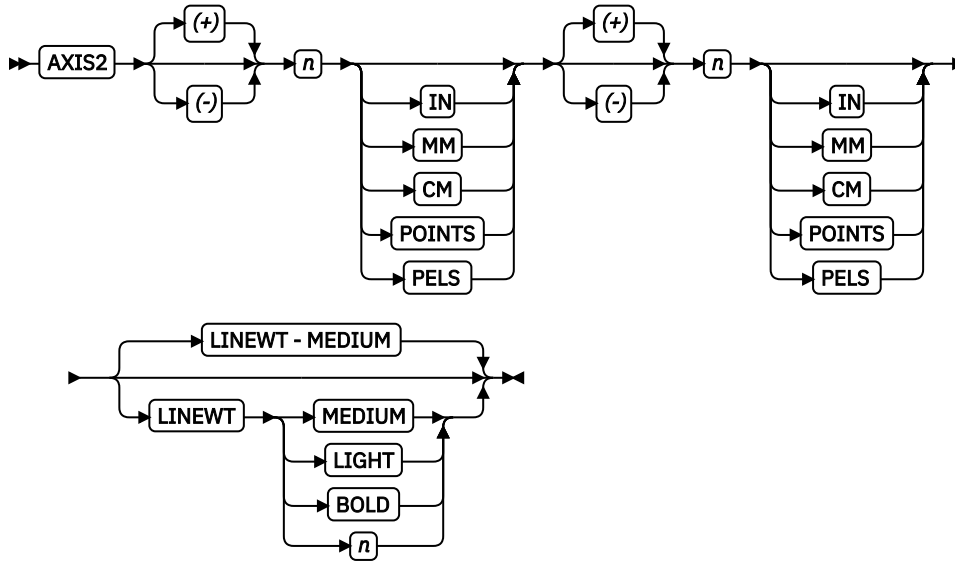 (+) (+)
AXIS2 n n
(-) IN (-) IN
MM MM
CM CM
POINTS POINTS
PELS PELS
LINEWT - MEDIUM
LINEWT MEDIUM
LIGHT
BOLD
n